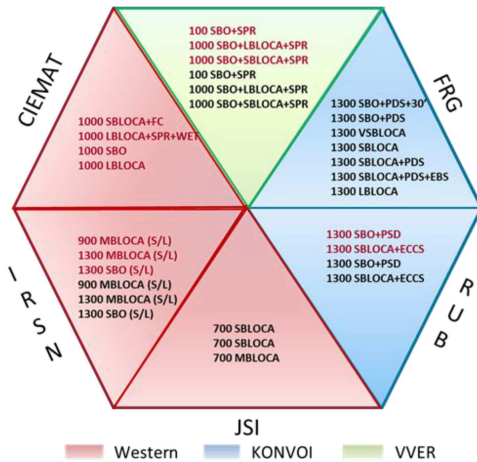 100 SBO+SPR
1000 SBO+LBLOCA+SPR
1000 SBO+SBLOCA+SPR
100 SBO+SPR
1000 SBO+LBLOCA+SPR
1000 SBO+SBLOCA+SPR
CIEMAT
1000 SBLOCA+FC
1000 LBLOCA+SPR+WET
1000 SBO
1000 LBLOCA
FRG
1300 SBO+PDS+30'
1300 SBO+PDS
1300 VSBLOCA
1300 SBLOCA
1300 SBLOCA+PDS
1300 SBLOCA+PDS+EBS
1300 LBLOCA
IRSN
900 MBLOCA (S/L)
1300 MBLOCA (S/L)
1300 SBO (S/L)
900 MBLOCA (S/L)
1300 MBLOCA (S/L)
1300 SBO (S/L)
RUB
1300 SBO+PSD
1300 SBLOCA+ECCS
1300 SBO+PSD
1300 SBLOCA+ECCS
700 SBLOCA
700 SBLOCA
700 MBLOCA
JSI
Western KONVOI VVER